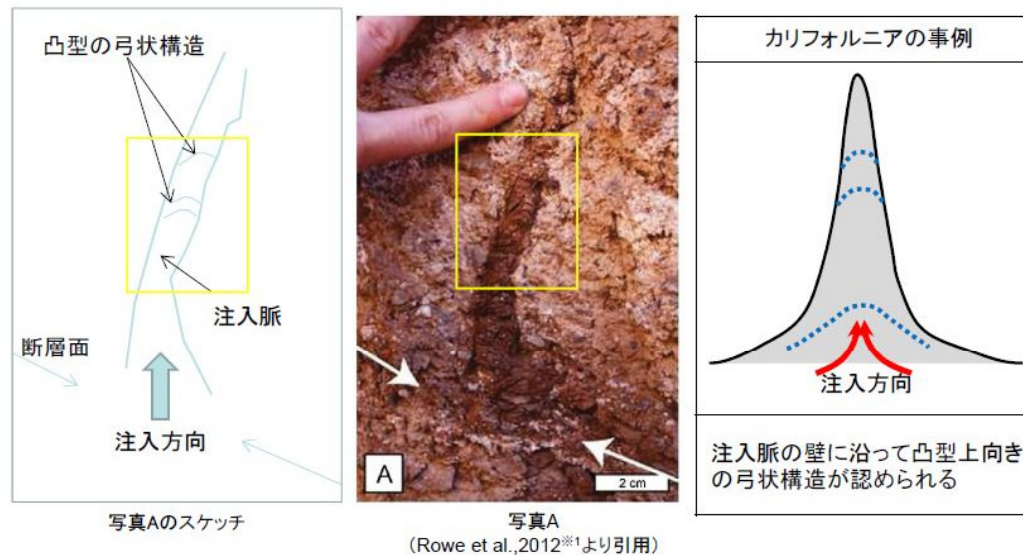 凸型の弓状構造
注入脈
断層面
注入方向
写真Aのスケッチ
A
2 cm
写真A
(Rowe et al.,2012※1より引用)
カリフォルニアの事例
注入方向
注入脈の壁に沿って凸型上向き
の弓状構造が認められる